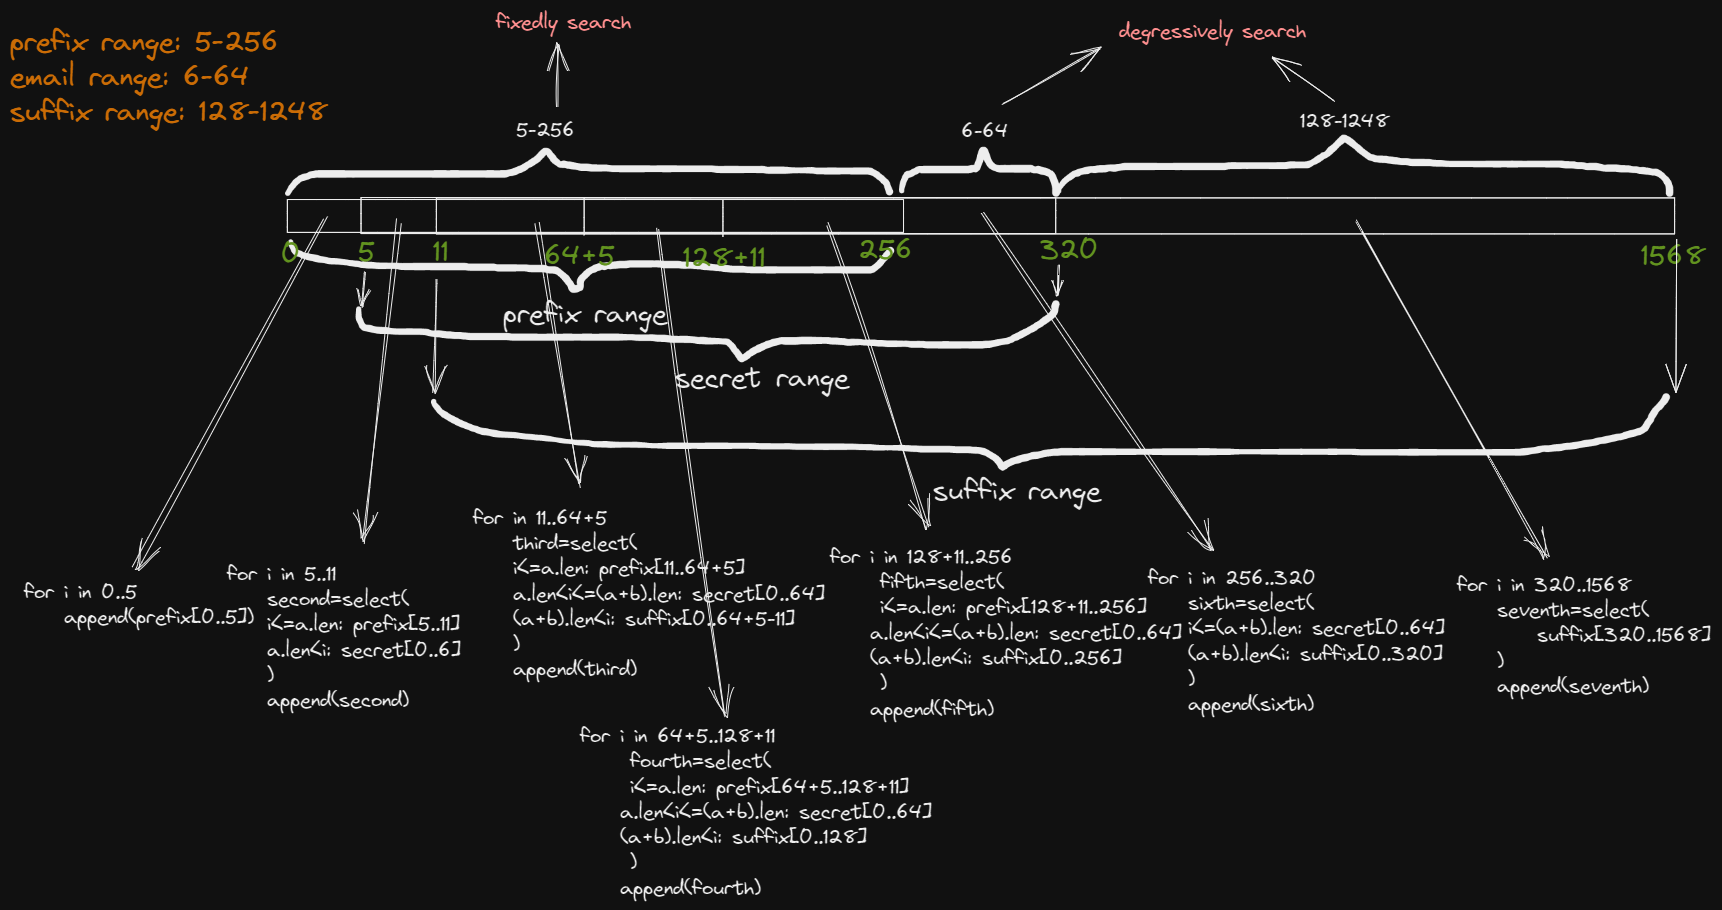 fixedly search
degressively search
prefix range: 5-256
email range: 6-64
suffix range: 128-1248
5-256
6-64
128-1248
0
5
11
64+5
128+11
256
320
1568
prefix range
secret range
suffix range
for i in 0..5
append(prefix[0..5])
for i in 5..11
second=select(
i<=a.len: prefix[5..11]
a.len<i: secret[0..6]
)
append(second)
for in 11..64+5
third=select(
i<=a.len: prefix[11..64+5]
a.len<i<=(a+b).len: secret[0..64]
(a+b).len<i: suffix[0..64+5-11]
)
append(third)
for i in 64+5..128+11
fourth=select(
i<=a.len: prefix[64+5..128+11]
a.len<i<=(a+b).len: secret[0..64]
(a+b).len<i: suffix[0..128]
)
append(fourth)
for i in 128+11..256
fifth=select(
i<=a.len: prefix[128+11..256]
a.len<i<=(a+b).len: secret[0..64]
(a+b).len<i: suffix[0..256]
)
append(fifth)
for i in 256..320
sixth=select(
i<=(a+b).len: secret[0..64]
(a+b).len<i: suffix[0..320]
)
append(sixth)
for i in 320..1568
seventh=select(
suffix[320..1568]
)
append(seventh)